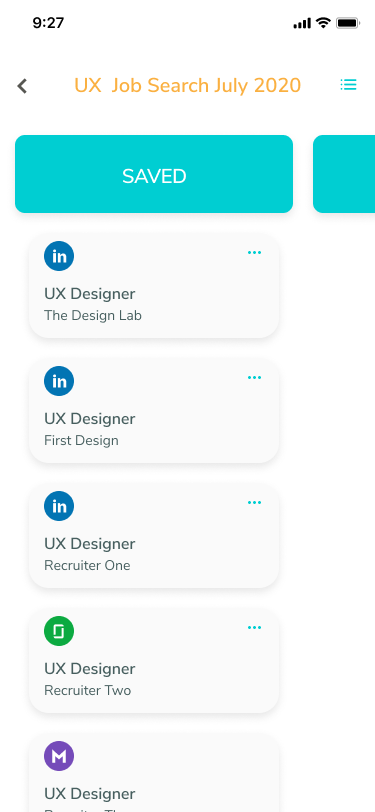 9:27
UX  Job Search July 2020
SAVED
in
UX Designer
The Design Lab
in
UX Designer
First Design
in
UX Designer
Recruiter One
UX Designer
Recruiter Two
M
UX Designer